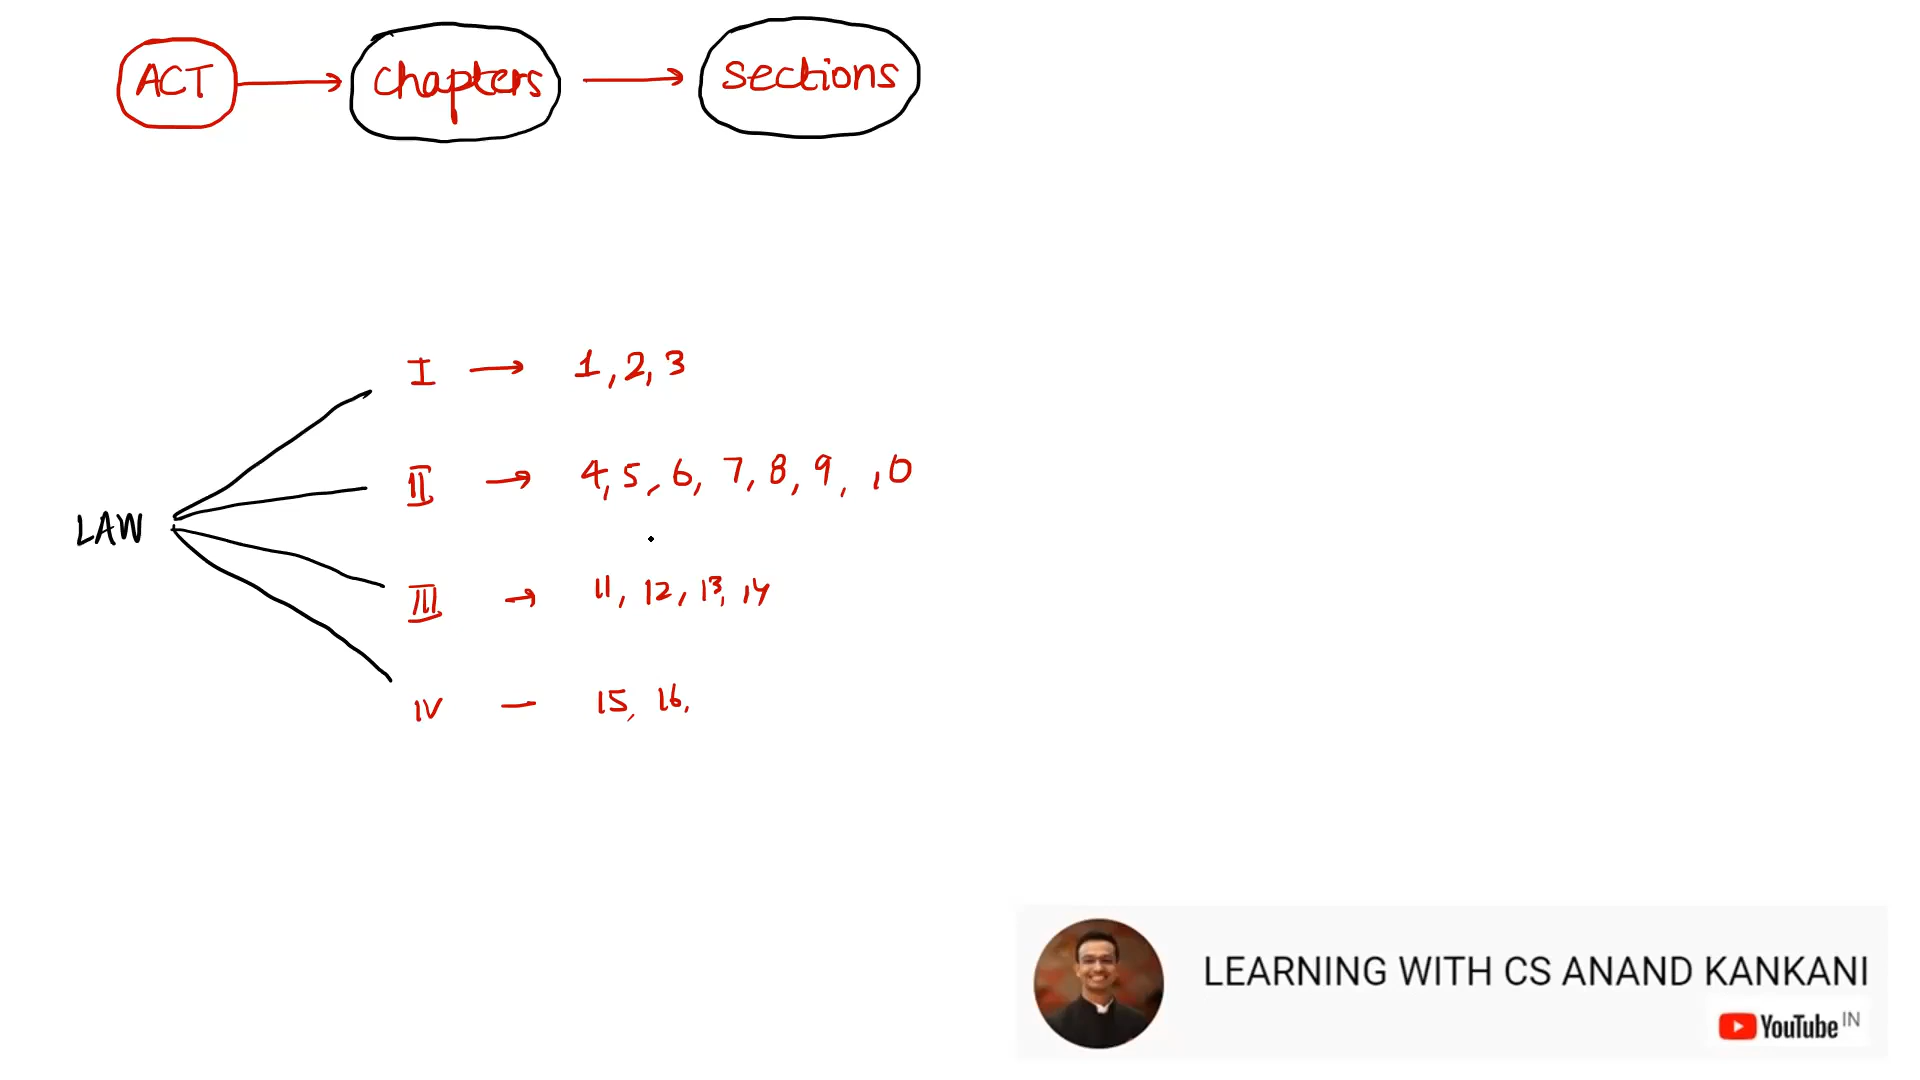 ACT → chapters → sections
I → 1, 2, 3
II → 4, 5, 6, 7, 8, 9, 10
LAW
III → 11, 12, 13, 14
IV – 15, 16,
LEARNING WITH CS ANAND KANKANI
YouTube IN